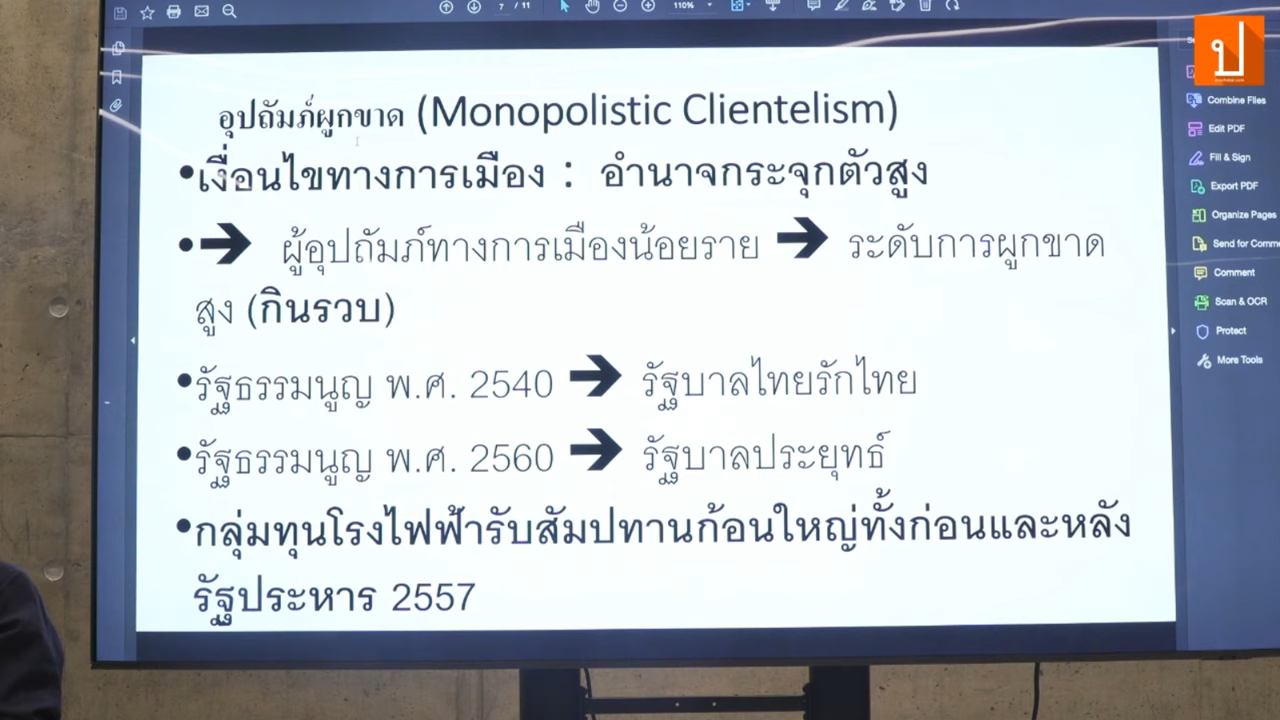 7 / 11
110%
ป
อุปถัมภ์ผูกขาด (Monopolistic Clientelism)
•เงื่อนไขทางการเมือง : อำนาจกระจุกตัวสูง
•➔ ผู้อุปถัมภ์ทางการเมืองน้อยราย ➔ ระดับการผูกขาด
สูง (กินรวบ)
•รัฐธรรมนูญ พ.ศ. 2540 ➔ รัฐบาลไทยรักไทย
•รัฐธรรมนูญ พ.ศ. 2560 ➔ รัฐบาลประยุทธ์
•กลุ่มทุนโรงไฟฟ้ารับสัมปทานก้อนใหญ่ทั้งก่อนและหลัง
รัฐประหาร 2557
Combine Files
Edit PDF
Fill & Sign
Export PDF
Organize Pages
Send for Comme
Comment
Scan & OCR
Protect
More Tools